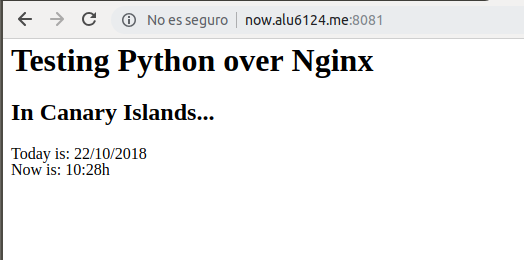 No es seguro | now.alu6124.me:8081
Testing Python over Nginx
In Canary Islands...
Today is: 22/10/2018
Now is: 10:28h